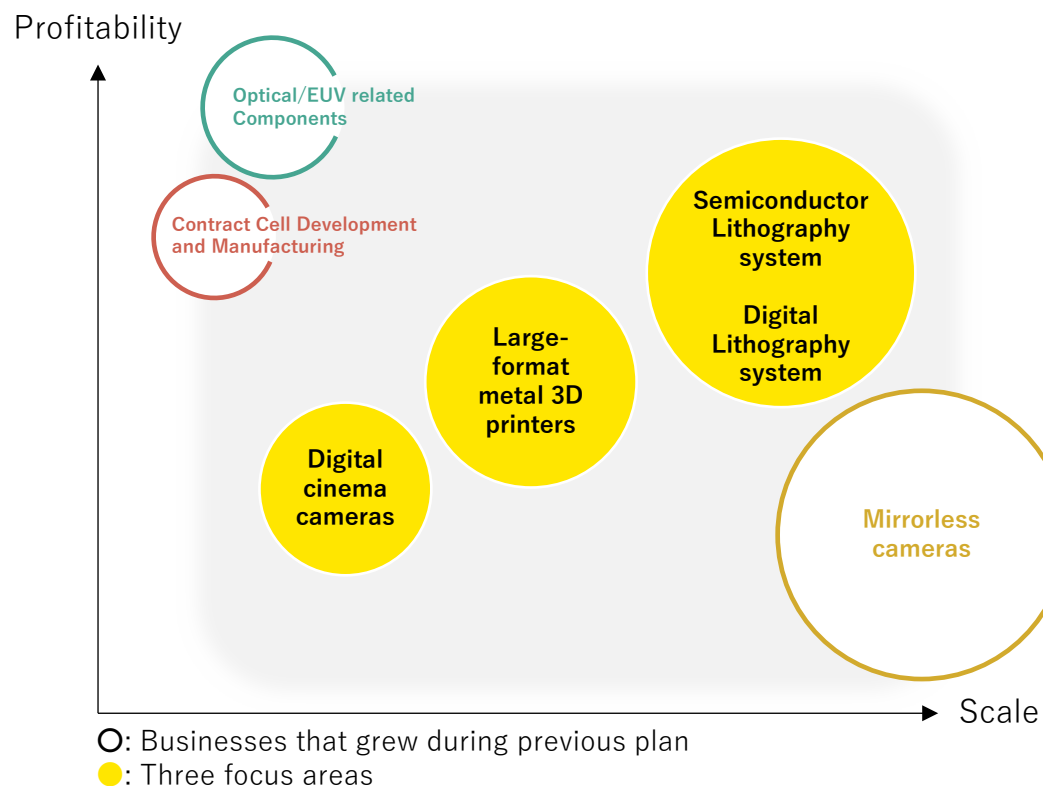 Profitability
Optical/EUV related
Components
Contract Cell Development
and Manufacturing
Semiconductor
Lithography
system
Digital
Lithography
system
Large-
format
metal 3D
printers
Digital
cinema
cameras
Mirrorless
cameras
Scale
: Businesses that grew during previous plan
: Three focus areas